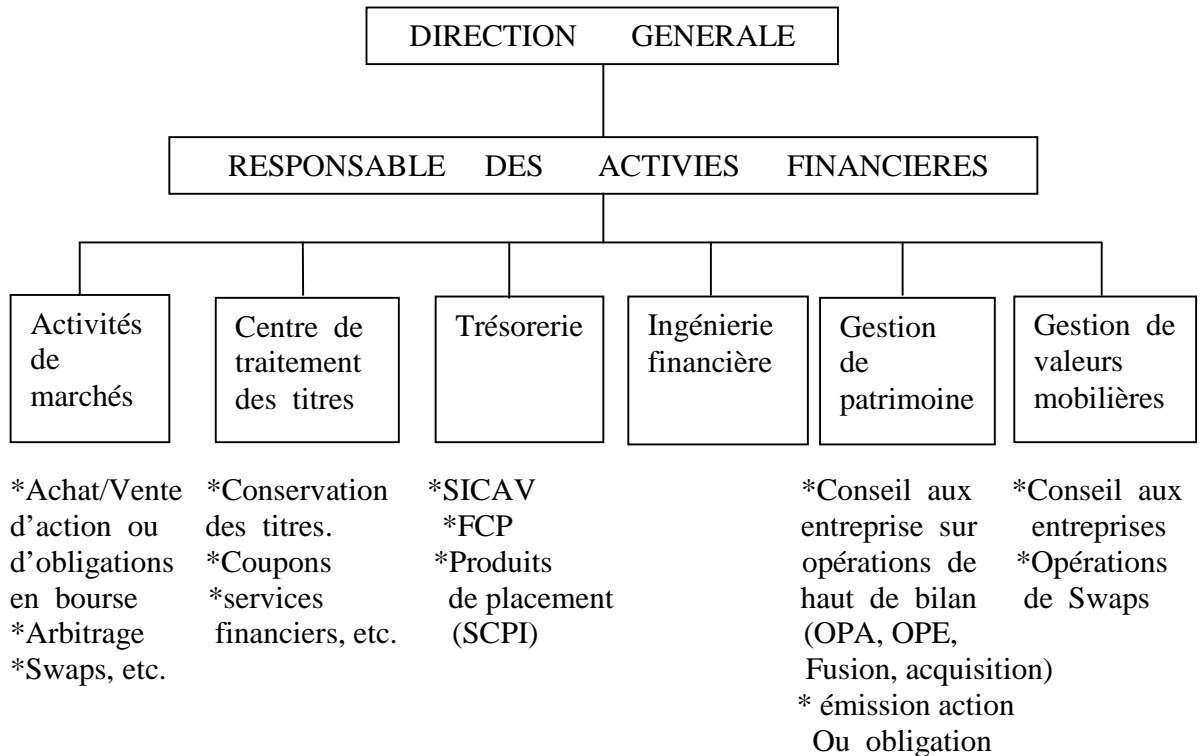 DIRECTION GENERALE
RESPONSABLE DES ACTIVIES FINANCIERES
Activités
de
marchés
Centre de
traitement
des titres
Trésorerie
Ingénierie
financière
Gestion
de
patrimoine
Gestion de
valeurs
mobilières
*Achat/Vente
d’action ou
d’obligations
en bourse
*Arbitrage
*Swaps, etc.
*Conservation
des titres.
*Coupons
*services
financiers, etc.
*SICAV
*FCP
*Produits
de placement
(SCPI)
*Conseil aux
entreprise sur
opérations de
haut de bilan
(OPA, OPE,
Fusion, acquisition)
* émission action
Ou obligation
*Conseil aux
entreprises
*Opérations
de Swaps